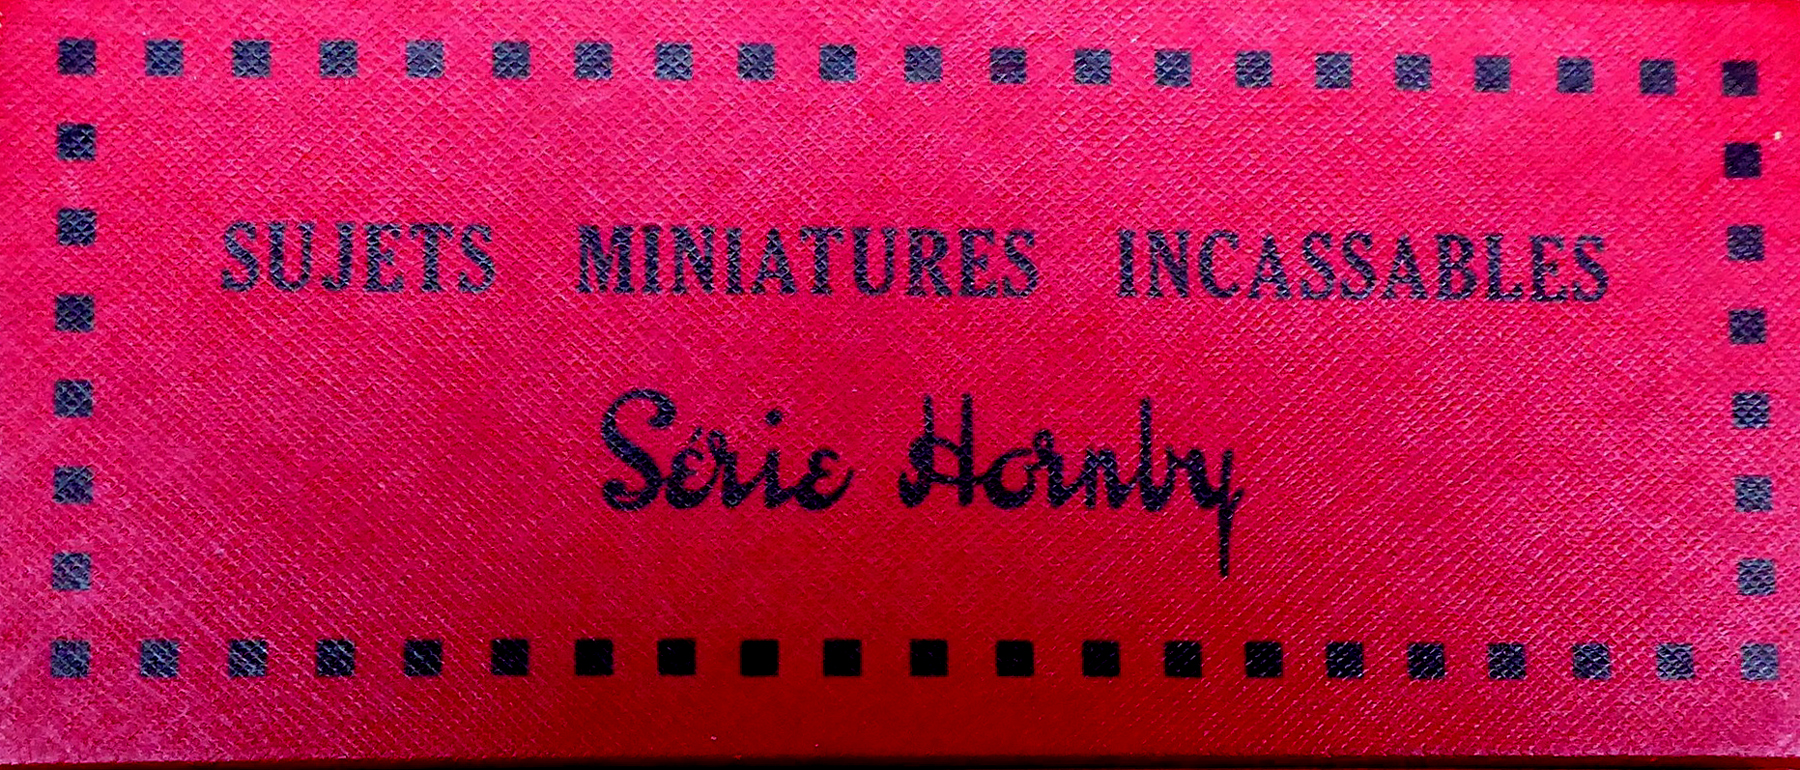 SUJETS MINIATURES INCASSABLES
Série Hornby